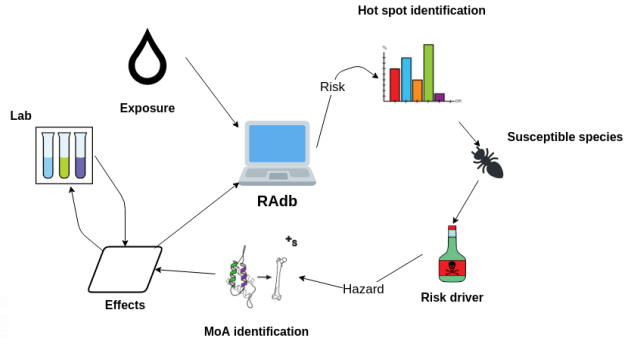 Hot spot identification
Exposure
Risk
Lab
Susceptible species
RAdb
Effects
Hazard
Risk driver
+s
MoA identification